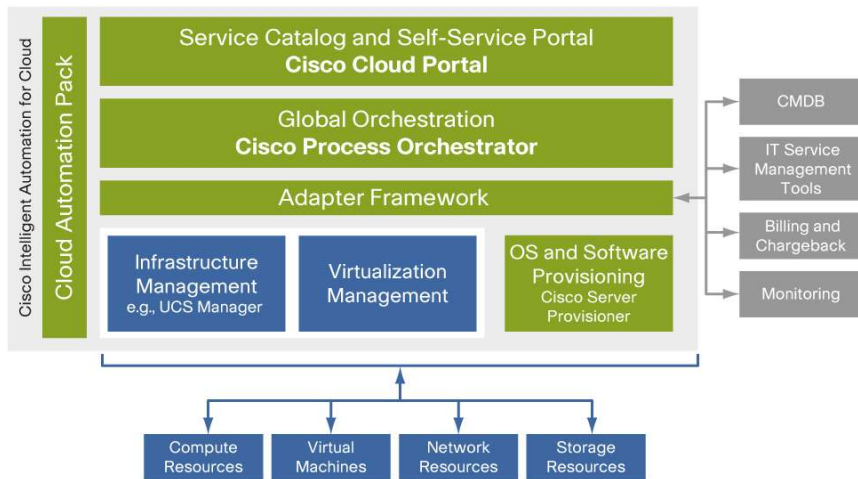 Cisco Intelligent Automation for Cloud
Cloud Automation Pack
Service Catalog and Self-Service Portal
Cisco Cloud Portal
Global Orchestration
Cisco Process Orchestrator
Adapter Framework
Infrastructure
Management
e.g., UCS Manager
Virtualization
Management
OS and Software
Provisioning
Cisco Server
Provisioner
CMDB
IT Service
Management
Tools
Billing and
Chargeback
Monitoring
Compute
Resources
Virtual
Machines
Network
Resources
Storage
Resources